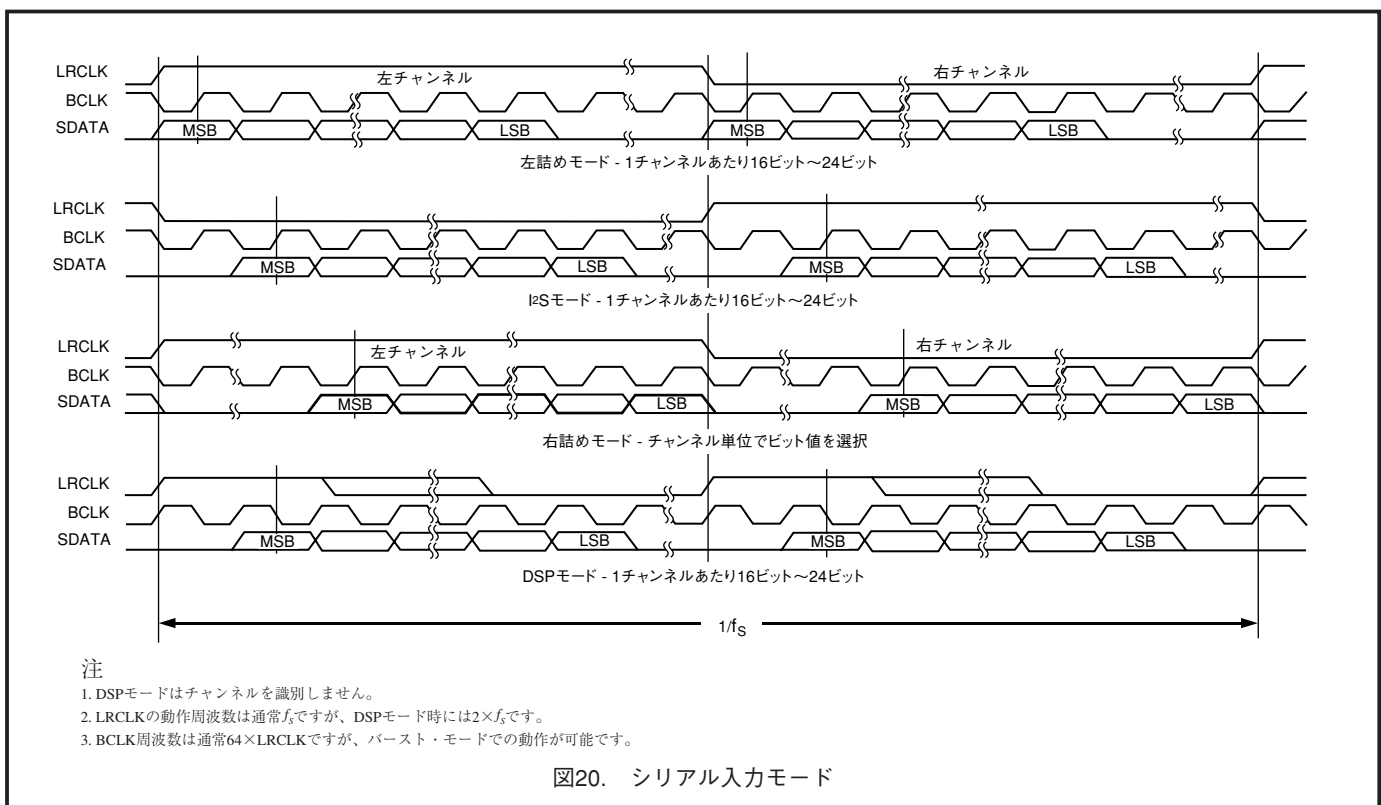 LRCLK 左チャンネル 右チャンネル
BCLK
SDATA MSB LSB MSB LSB
左詰めモード - 1チャンネルあたり16ビット～24ビット
LRCLK
BCLK
SDATA MSB LSB MSB LSB
I²Sモード - 1チャンネルあたり16ビット～24ビット
LRCLK 左チャンネル 右チャンネル
BCLK
SDATA MSB LSB MSB LSB
右詰めモード - チャンネル単位でビット値を選択
LRCLK
BCLK
SDATA MSB LSB MSB LSB
DSPモード - 1チャンネルあたり16ビット～24ビット
1/fS
注
1. DSPモードはチャンネルを識別しません。
2. LRCLKの動作周波数は通常fsですが、DSPモード時には2×fsです。
3. BCLK周波数は通常64×LRCLKですが、バースト・モードでの動作が可能です。
図20. シリアル入力モード